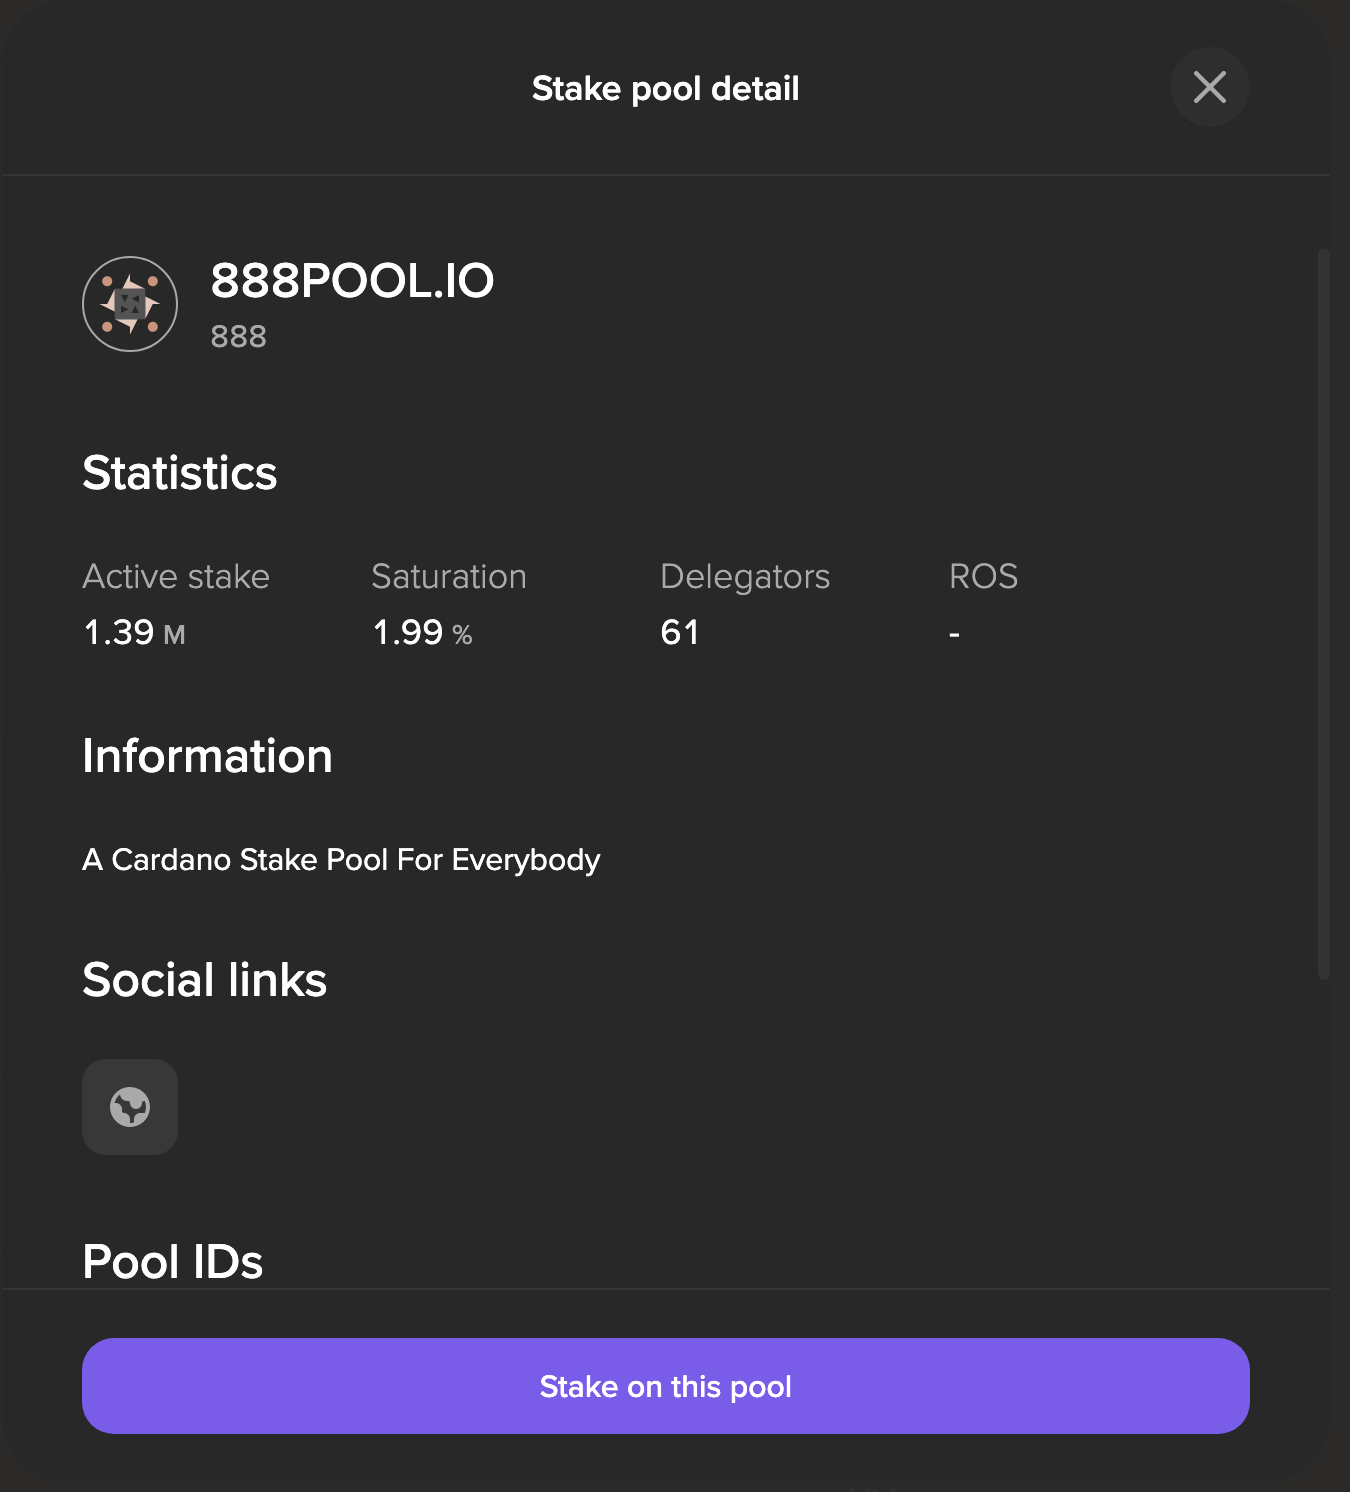 Stake pool detail
888POOL.IO
888
Statistics
Active stake Saturation Delegators ROS
1.39 M 1.99 % 61 -
Information
A Cardano Stake Pool For Everybody
Social links
Pool IDs
Stake on this pool